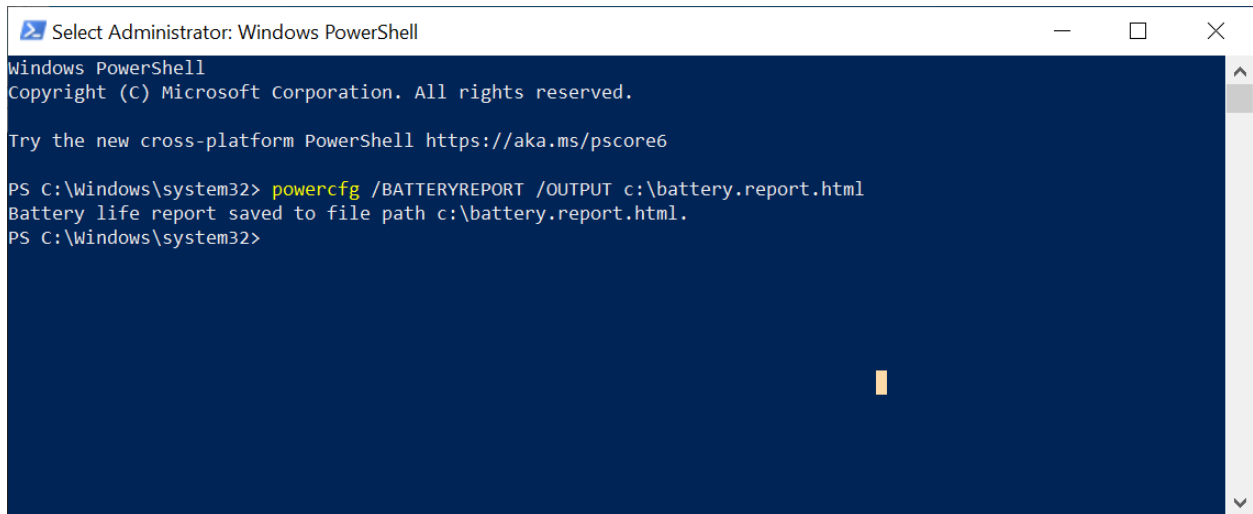 Select Administrator: Windows PowerShell
Windows PowerShell
Copyright (C) Microsoft Corporation. All rights reserved.
Try the new cross-platform PowerShell https://aka.ms/pscore6
PS C:\Windows\system32> powercfg /BATTERYREPORT /OUTPUT c:\battery.report.html
Battery life report saved to file path c:\battery.report.html.
PS C:\Windows\system32>